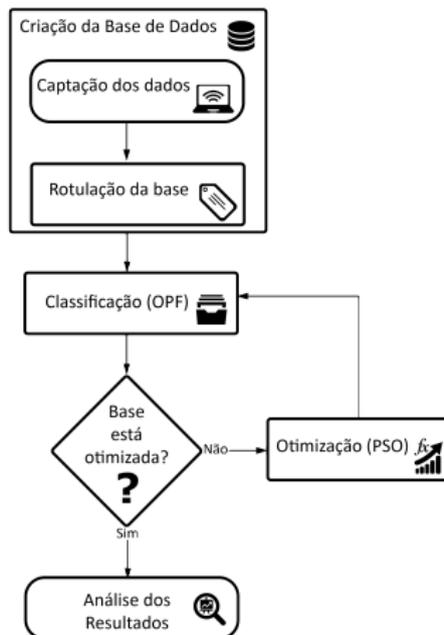 Criação da Base de Dados
Captação dos dados
Rotulação da base
Classificação (OPF)
Base
está
otimizada?
?
Não
Otimização (PSO)
fx
Sim
Análise dos
Resultados